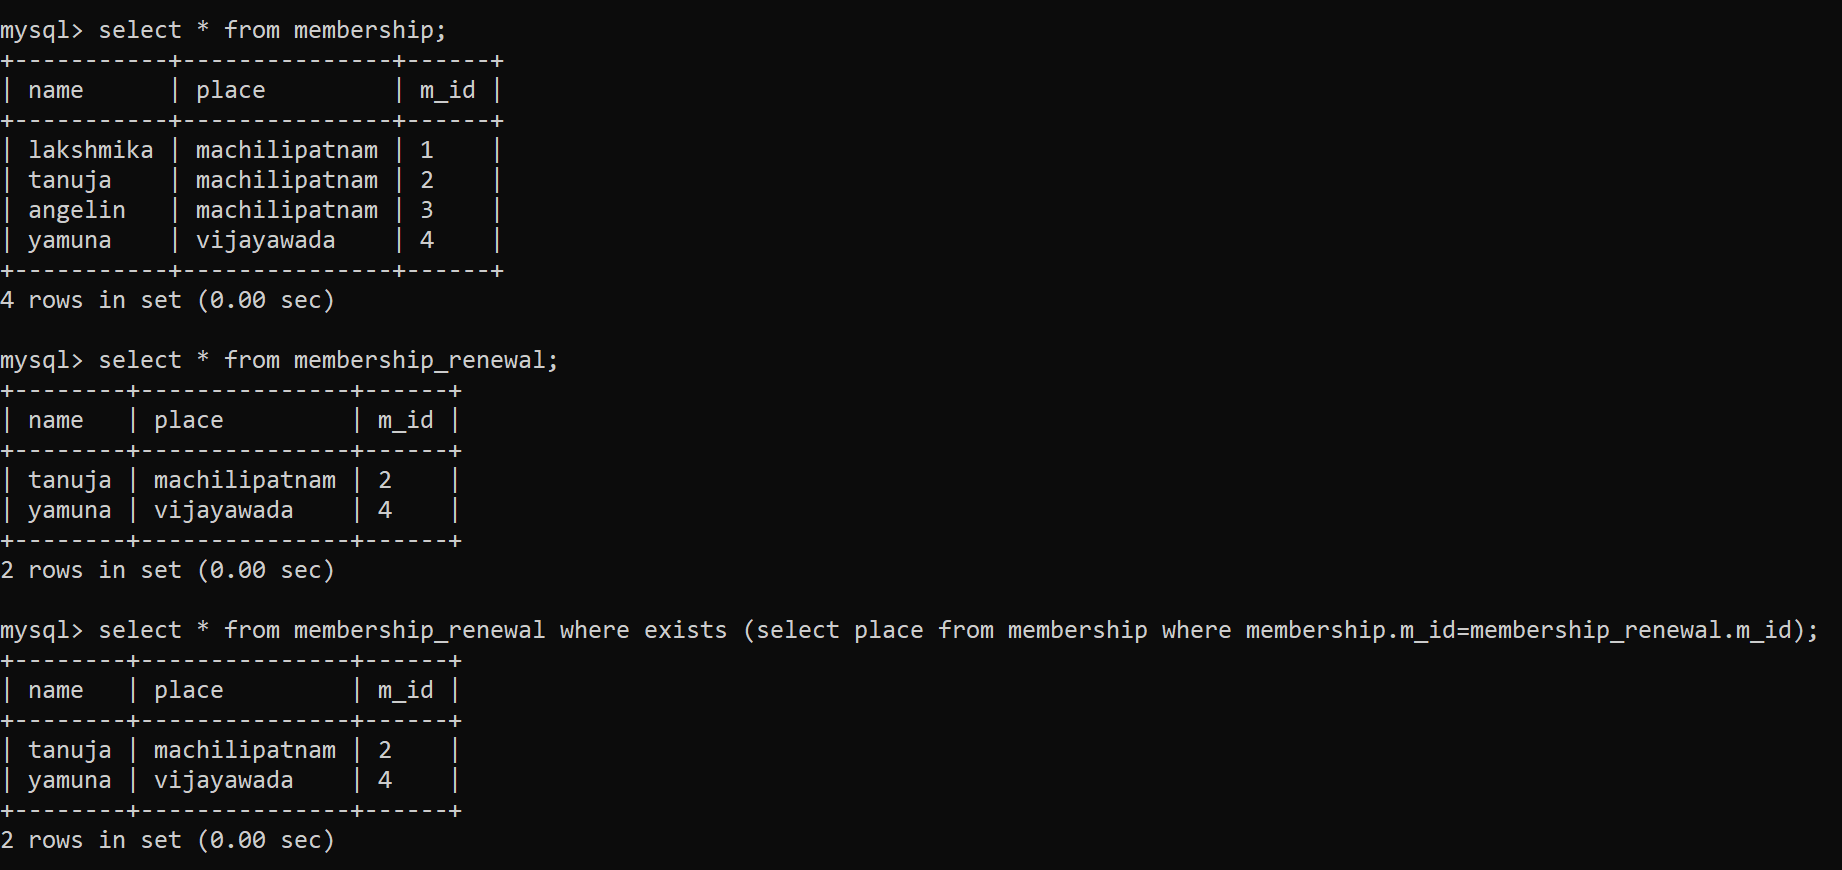 mysql> select * from membership;
+-----------+---------------+------+
| name      | place         | m_id |
+-----------+---------------+------+
| lakshmika | machilipatnam | 1    |
| tanuja    | machilipatnam | 2    |
| angelin   | machilipatnam | 3    |
| yamuna    | vijayawada    | 4    |
+-----------+---------------+------+
4 rows in set (0.00 sec)

mysql> select * from membership_renewal;
+--------+---------------+------+
| name   | place         | m_id |
+--------+---------------+------+
| tanuja | machilipatnam | 2    |
| yamuna | vijayawada    | 4    |
+--------+---------------+------+
2 rows in set (0.00 sec)

mysql> select * from membership_renewal where exists (select place from membership where membership.m_id=membership_renewal.m_id);
+--------+---------------+------+
| name   | place         | m_id |
+--------+---------------+------+
| tanuja | machilipatnam | 2    |
| yamuna | vijayawada    | 4    |
+--------+---------------+------+
2 rows in set (0.00 sec)